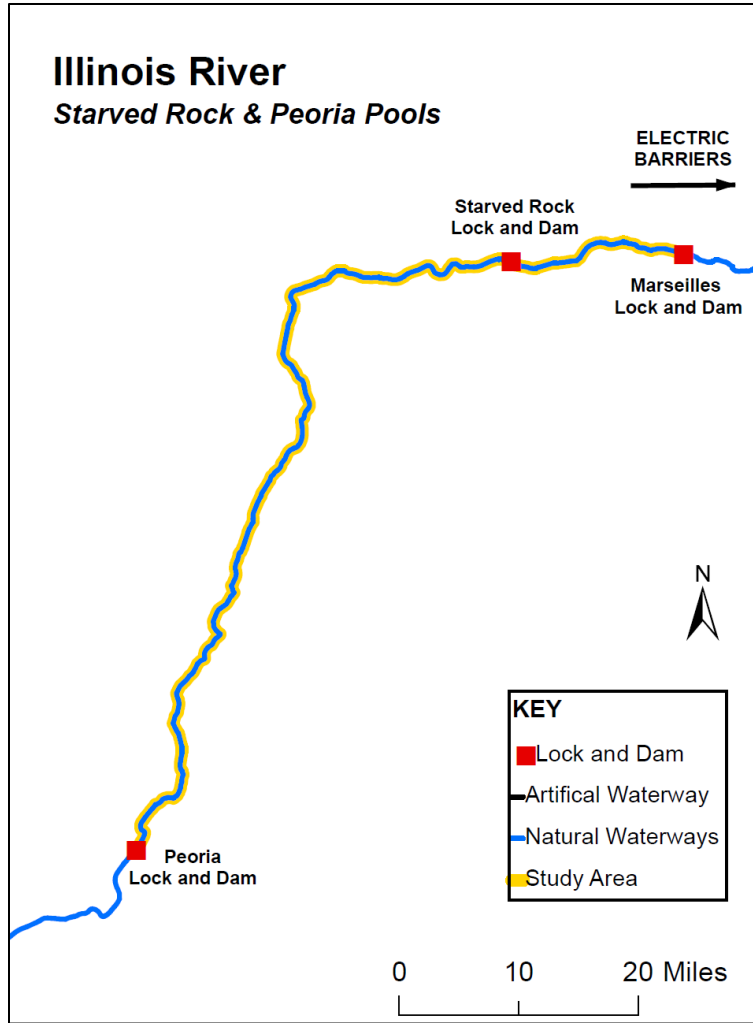 Illinois River
Starved Rock & Peoria Pools
ELECTRIC
BARRIERS
Starved Rock
Lock and Dam
Marseilles
Lock and Dam
N
KEY
Lock and Dam
Artifical Waterway
Natural Waterways
Study Area
Peoria
Lock and Dam
0 10 20 Miles